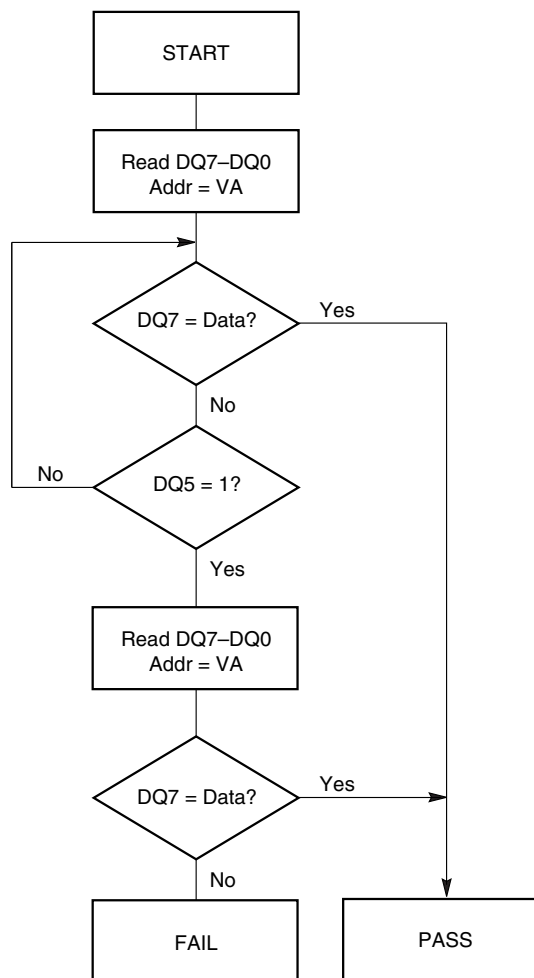 START
Read DQ7–DQ0
Addr = VA
DQ7 = Data?
Yes
No
No
DQ5 = 1?
Yes
Read DQ7–DQ0
Addr = VA
DQ7 = Data?
Yes
No
FAIL
PASS